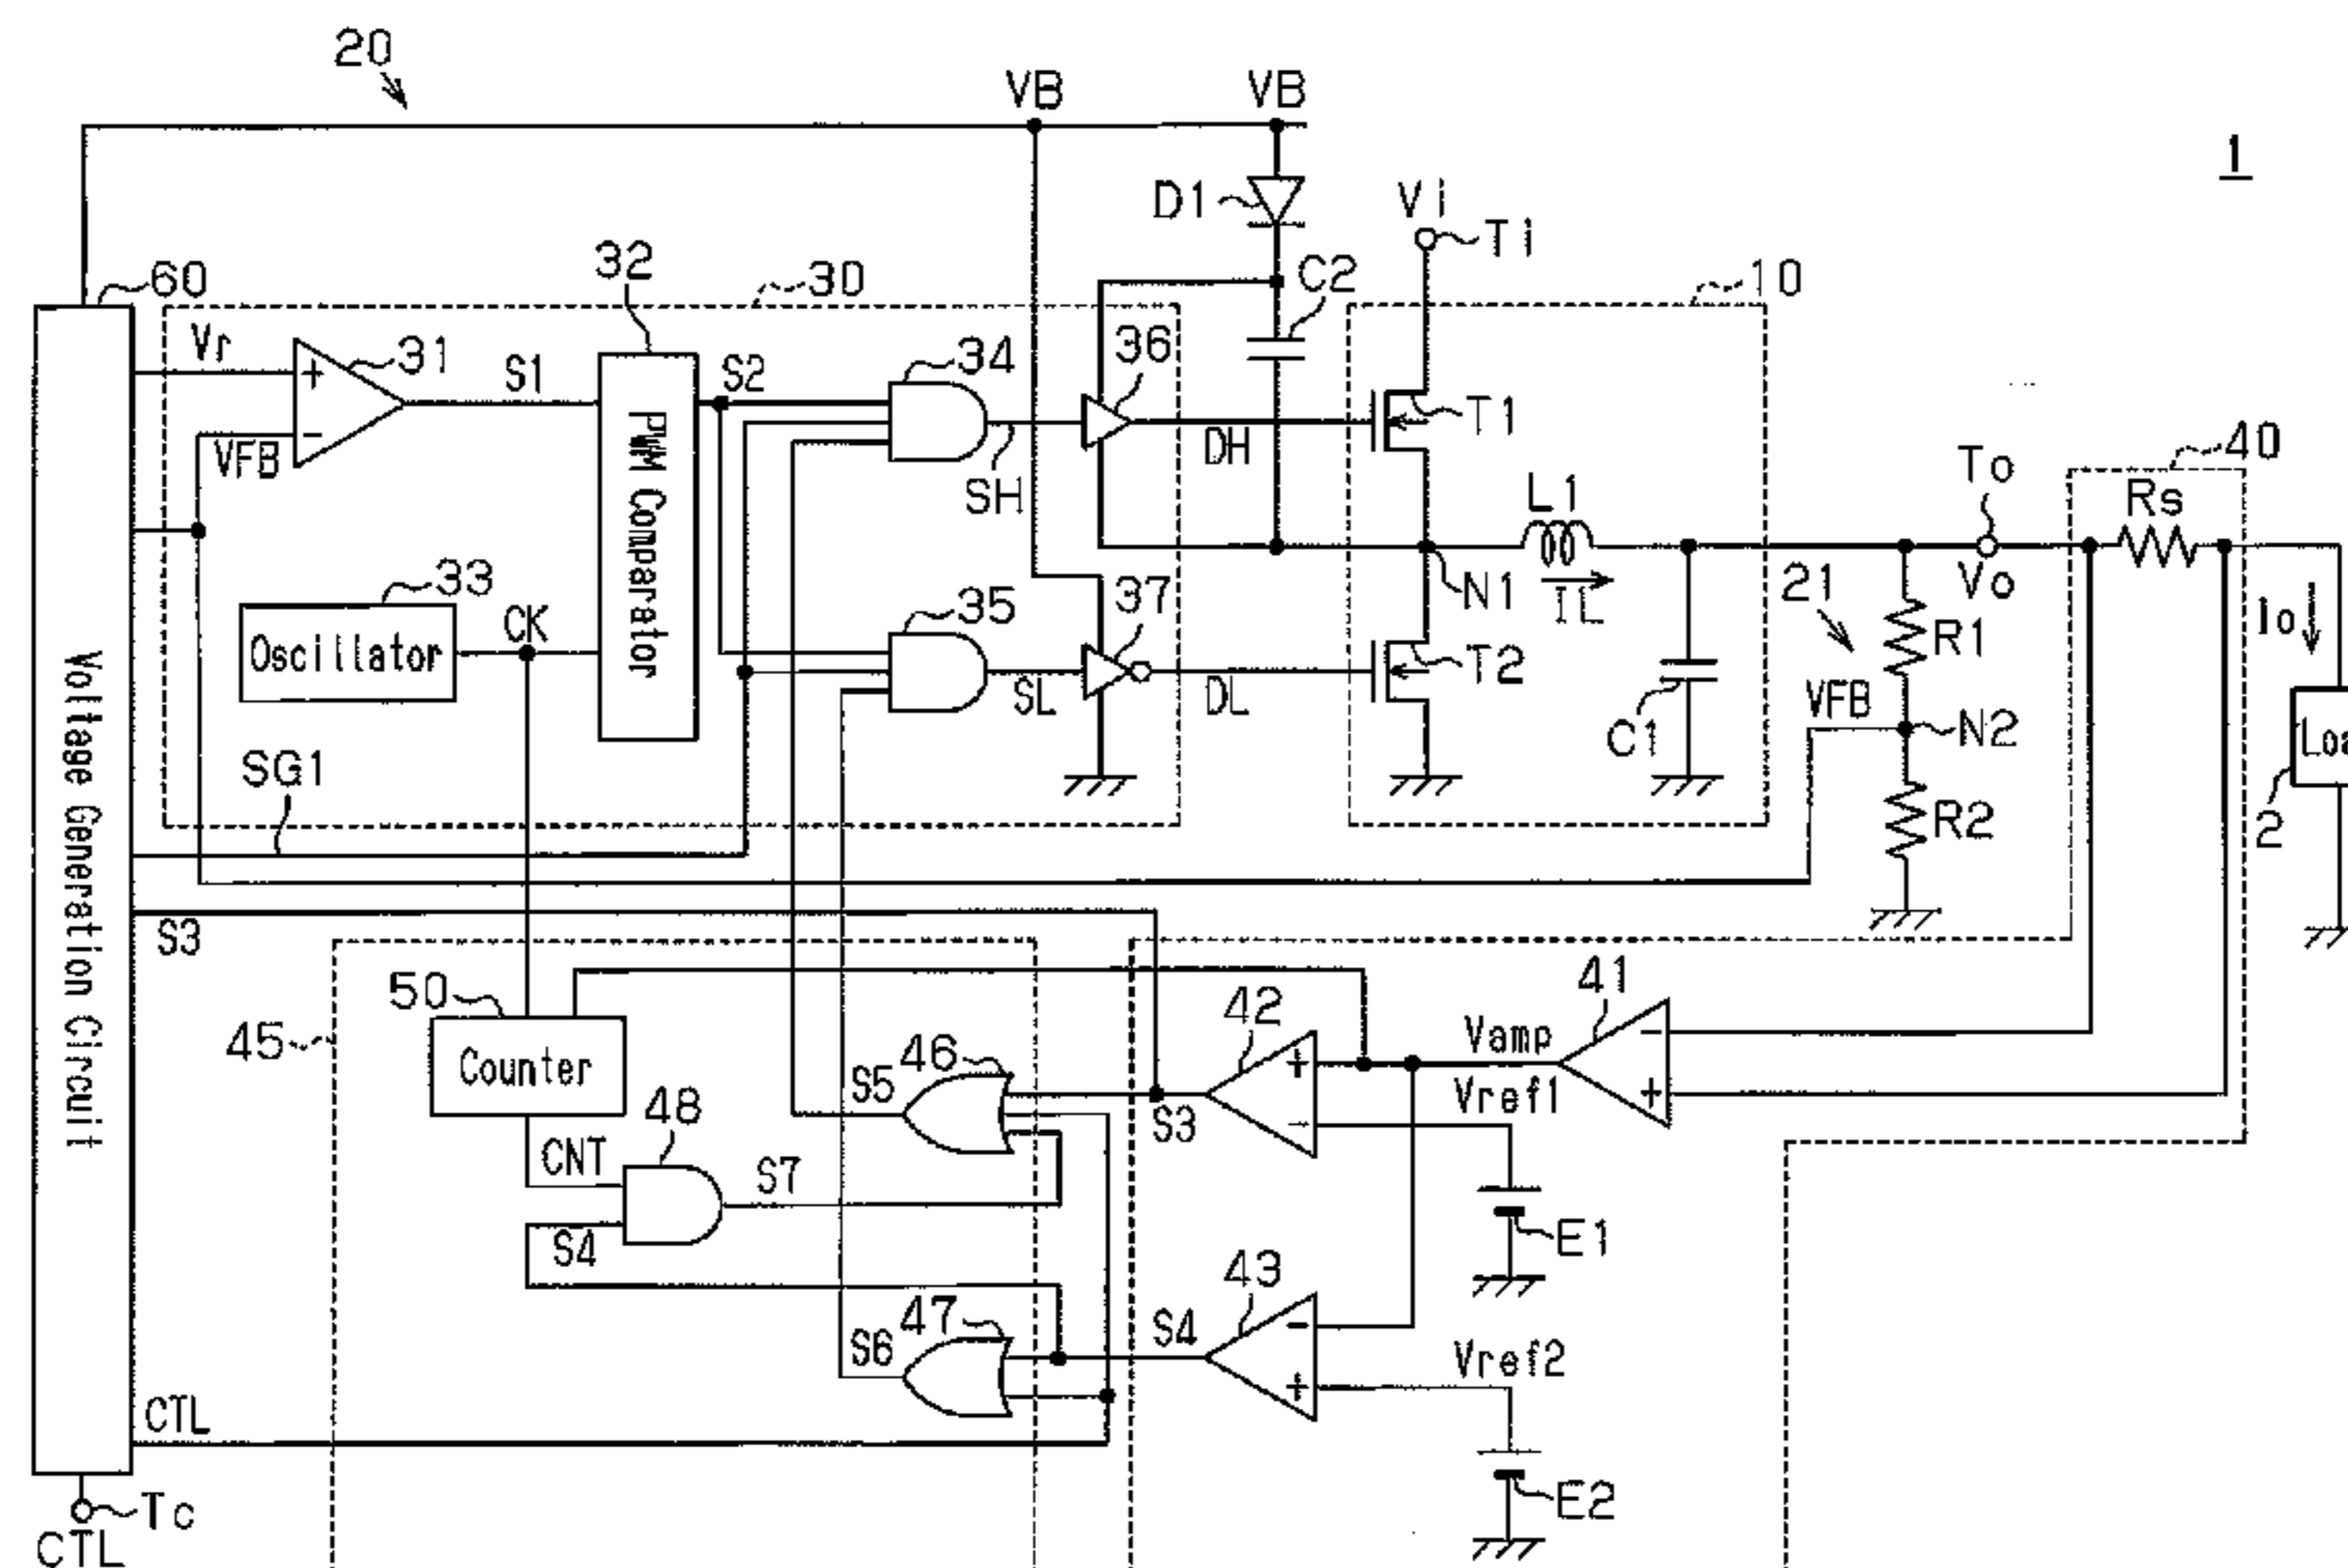 20
VB
VB
1
D1
Vi
Ti
60
32
30
C2
10
Vr
31
S1
S2
34
36
+
-
VFB
PWM Comparator
SH
DH
T1
40
To
Rs
L1
33
CK
35
37
N1
IL
21
Vo
Io
Oscillator
SL
DL
T2
R1
VFB
N2
C1
Voltage Generation Circuit
SG1
R2
2
S3
50
42
41
45
Counter
46
Vamp
-
+
S5
48
S3
Vref1
+
-
CNT
S7
S4
E1
43
47
S4
S6
-
+
Vref2
CTL
E2
Tc
CTL